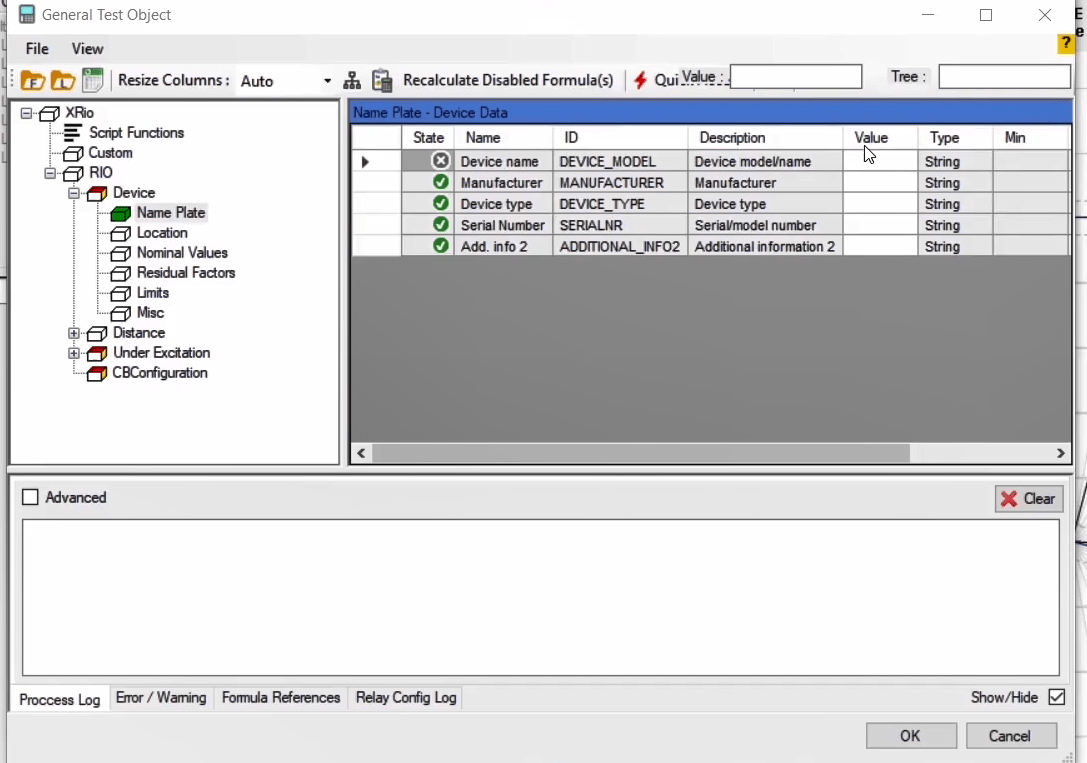 General Test Object
File View
?
F L Resize Columns : Auto Recalculate Disabled Formula(s) Qui Value : Tree :
XRio
Script Functions
Custom
RIO
Device
Name Plate
Location
Nominal Values
Residual Factors
Limits
Misc
Distance
Under Excitation
CBConfiguration
Name Plate - Device Data
State Name ID Description Value Type Min
Device name DEVICE_MODEL Device model/name String
Manufacturer MANUFACTURER Manufacturer String
Device type DEVICE_TYPE Device type String
Serial Number SERIALNR Serial/model number String
Add. info 2 ADDITIONAL_INFO2 Additional information 2 String
Advanced
Clear
Proccess Log Error / Warning Formula References Relay Config Log Show/Hide
OK Cancel